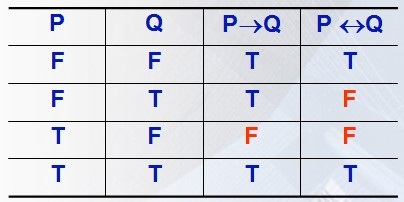 P Q P→Q P ↔Q
F F T T
F T T F
T F F F
T T T T